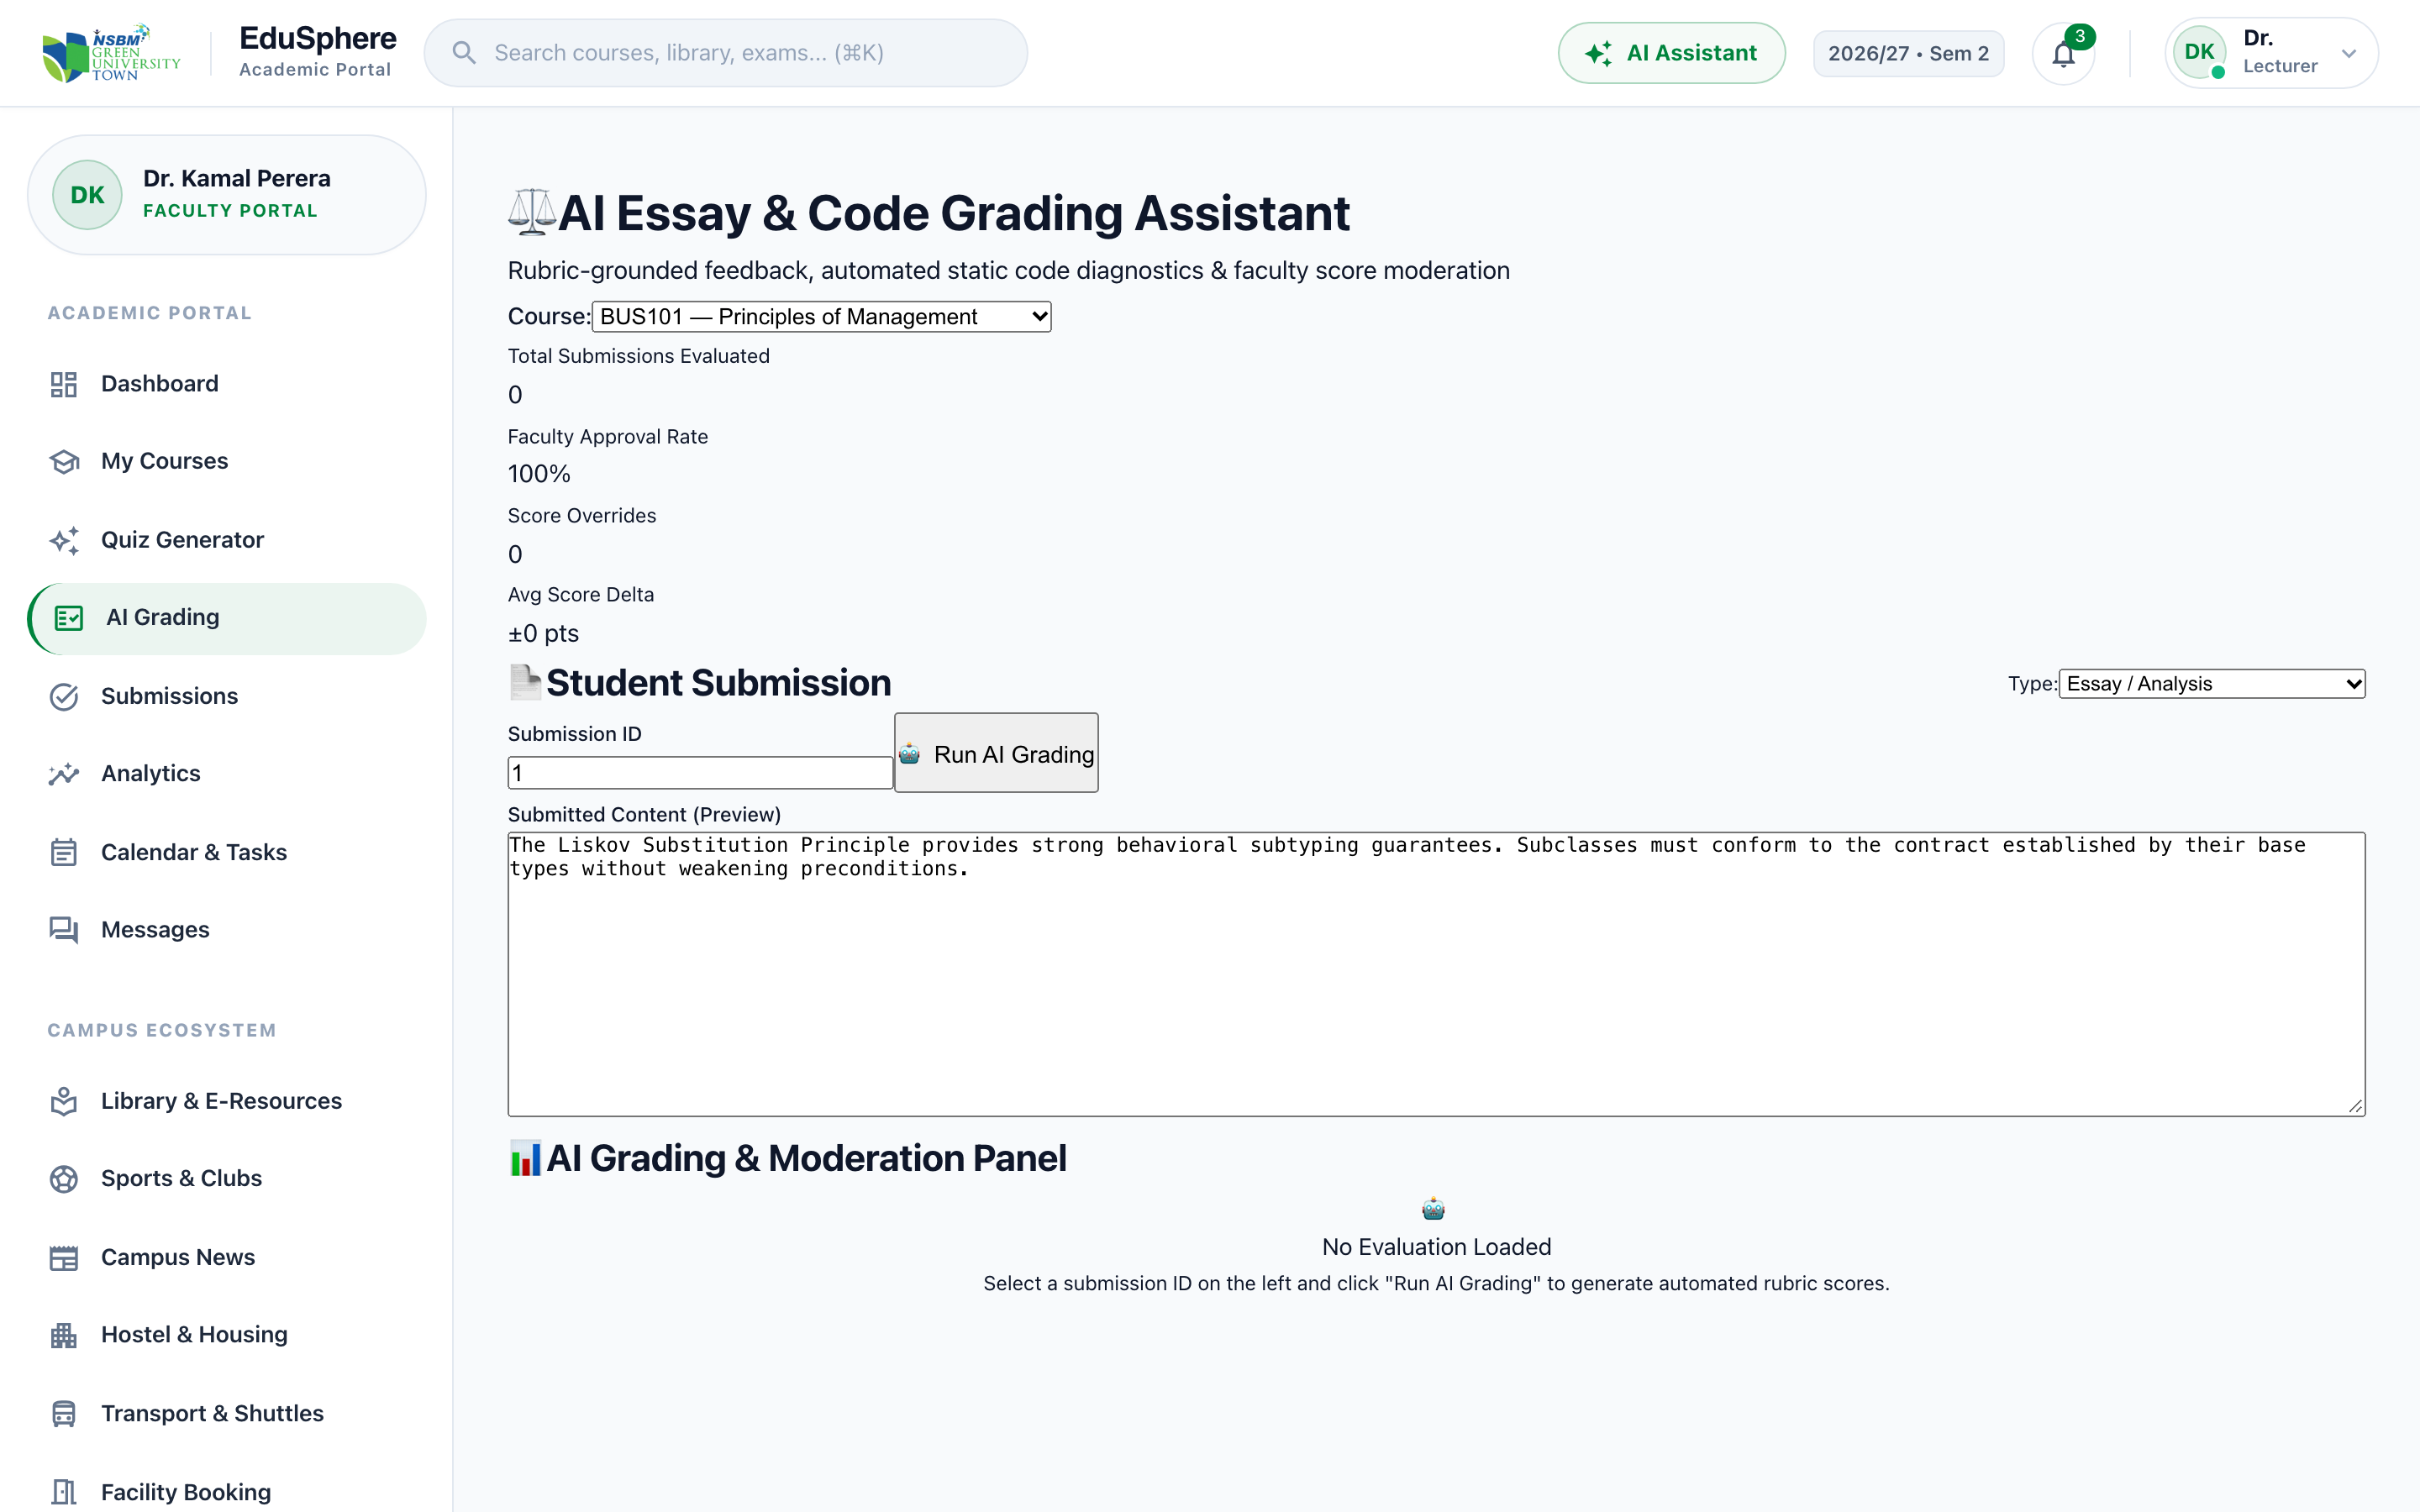 NSBM
GREEN
UNIVERSITY
TOWN
EduSphere
Academic Portal
Search courses, library, exams... (⌘K)
AI Assistant
2026/27 • Sem 2
3
DK
Dr.
Lecturer
DK
Dr. Kamal Perera
FACULTY PORTAL
ACADEMIC PORTAL
Dashboard
My Courses
Quiz Generator
AI Grading
Submissions
Analytics
Calendar & Tasks
Messages
CAMPUS ECOSYSTEM
Library & E-Resources
Sports & Clubs
Campus News
Hostel & Housing
Transport & Shuttles
Facility Booking
AI Essay & Code Grading Assistant
Rubric-grounded feedback, automated static code diagnostics & faculty score moderation
Course: BUS101 — Principles of Management
Total Submissions Evaluated
0
Faculty Approval Rate
100%
Score Overrides
0
Avg Score Delta
±0 pts
Student Submission
Type: Essay / Analysis
Submission ID
1
Run AI Grading
Submitted Content (Preview)
The Liskov Substitution Principle provides strong behavioral subtyping guarantees. Subclasses must conform to the contract established by their base
types without weakening preconditions.
AI Grading & Moderation Panel
No Evaluation Loaded
Select a submission ID on the left and click "Run AI Grading" to generate automated rubric scores.